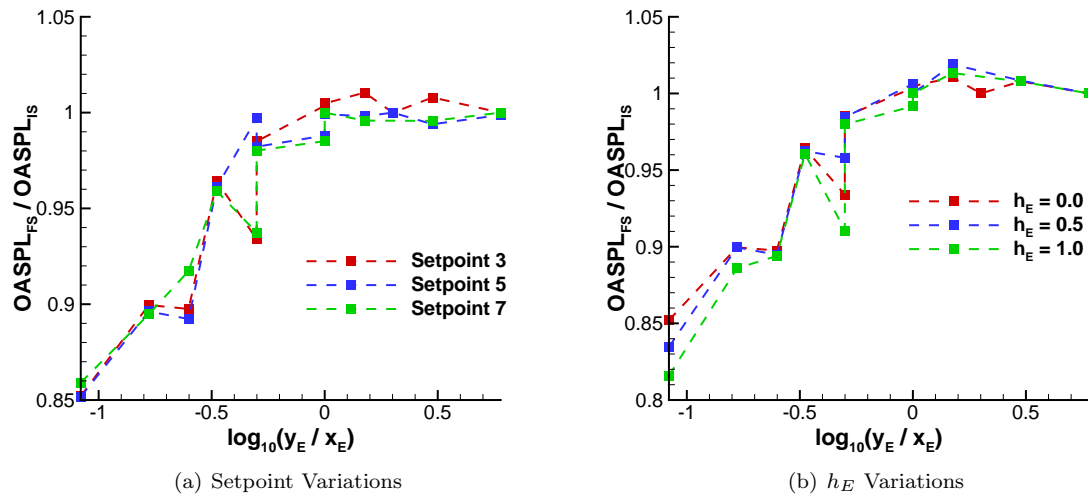 1.05
1
0.95
0.9
0.85
OASPL_FS / OASPL_IS
-1 -0.5 0 0.5
log_10(y_E / x_E)
Setpoint 3
Setpoint 5
Setpoint 7
(a) Setpoint Variations
1.05
1
0.95
0.9
0.85
0.8
OASPL_FS / OASPL_IS
-1 -0.5 0 0.5
log_10(y_E / x_E)
h_E = 0.0
h_E = 0.5
h_E = 1.0
(b) h_E Variations